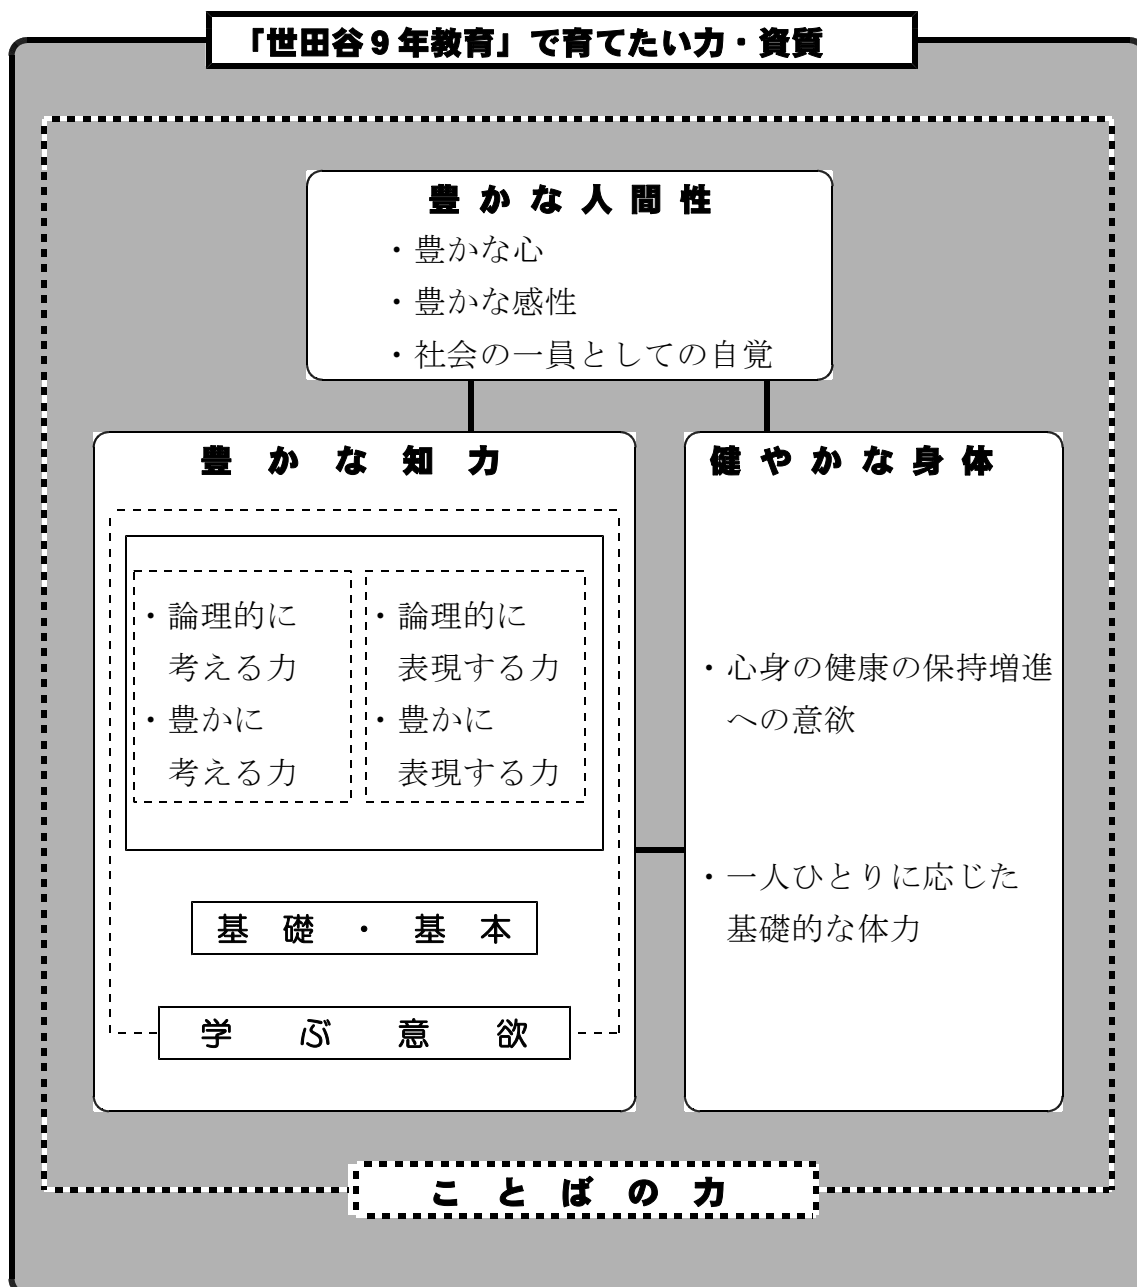 「世田谷９年教育」で育てたい力・資質
豊かな人間性
・豊かな心
・豊かな感性
・社会の一員としての自覚
豊かな知力
・論理的に
考える力
・豊かに
考える力
・論理的に
表現する力
・豊かに
表現する力
基礎・基本
学ぶ意欲
健やかな身体
・心身の健康の保持増進
への意欲
・一人ひとりに応じた
基礎的な体力
ことばの力